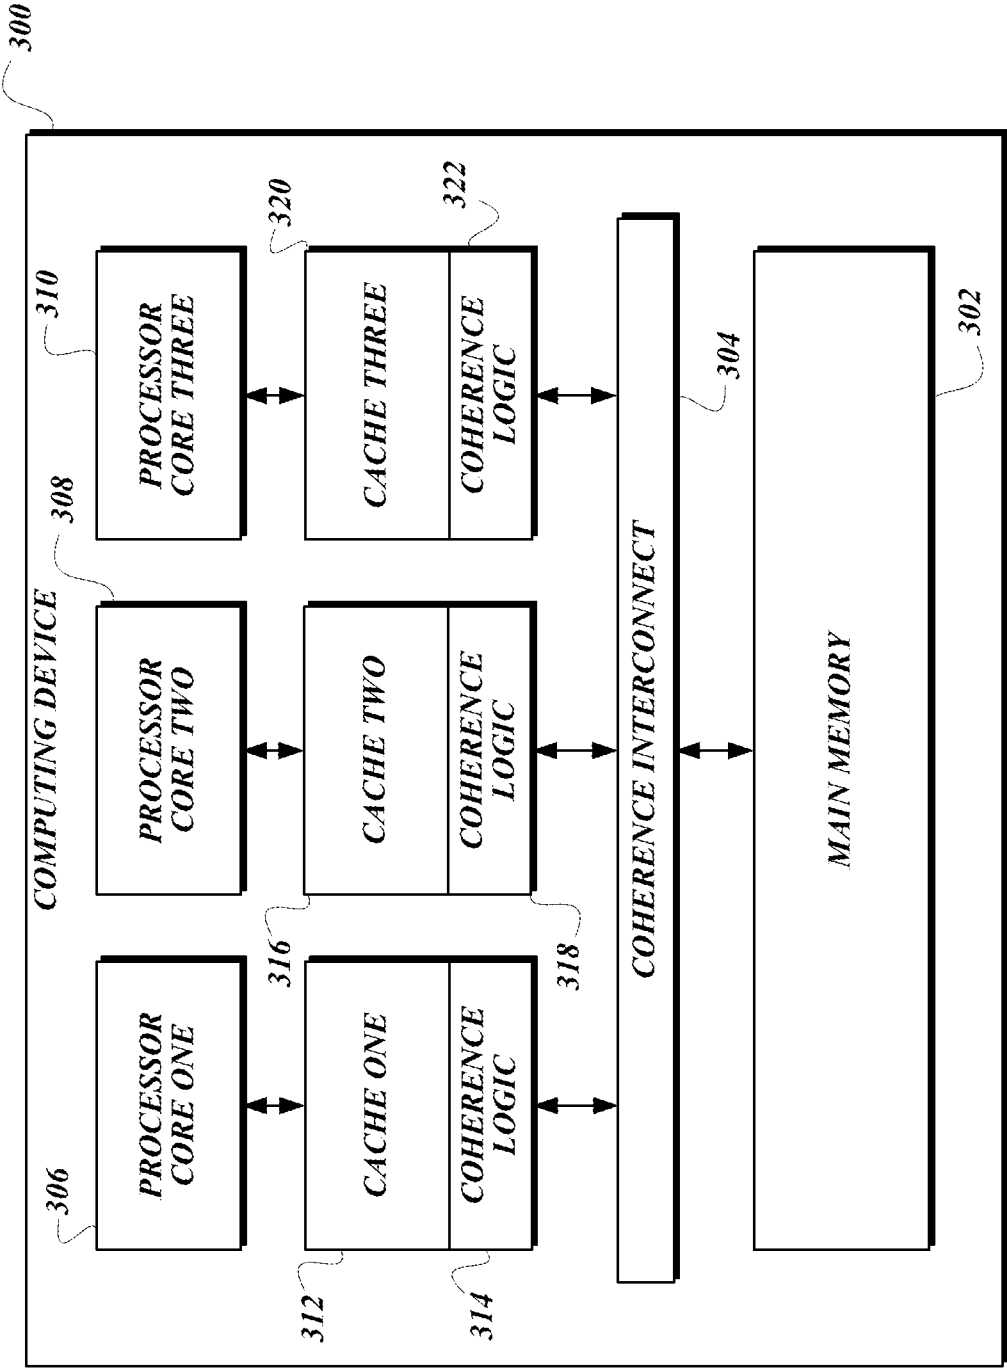 300
COMPUTING DEVICE
306
308
310
PROCESSOR
CORE ONE
PROCESSOR
CORE TWO
PROCESSOR
CORE THREE
312
316
320
CACHE ONE
CACHE TWO
CACHE THREE
314
318
322
COHERENCE
LOGIC
COHERENCE
LOGIC
COHERENCE
LOGIC
COHERENCE INTERCONNECT
304
MAIN MEMORY
302